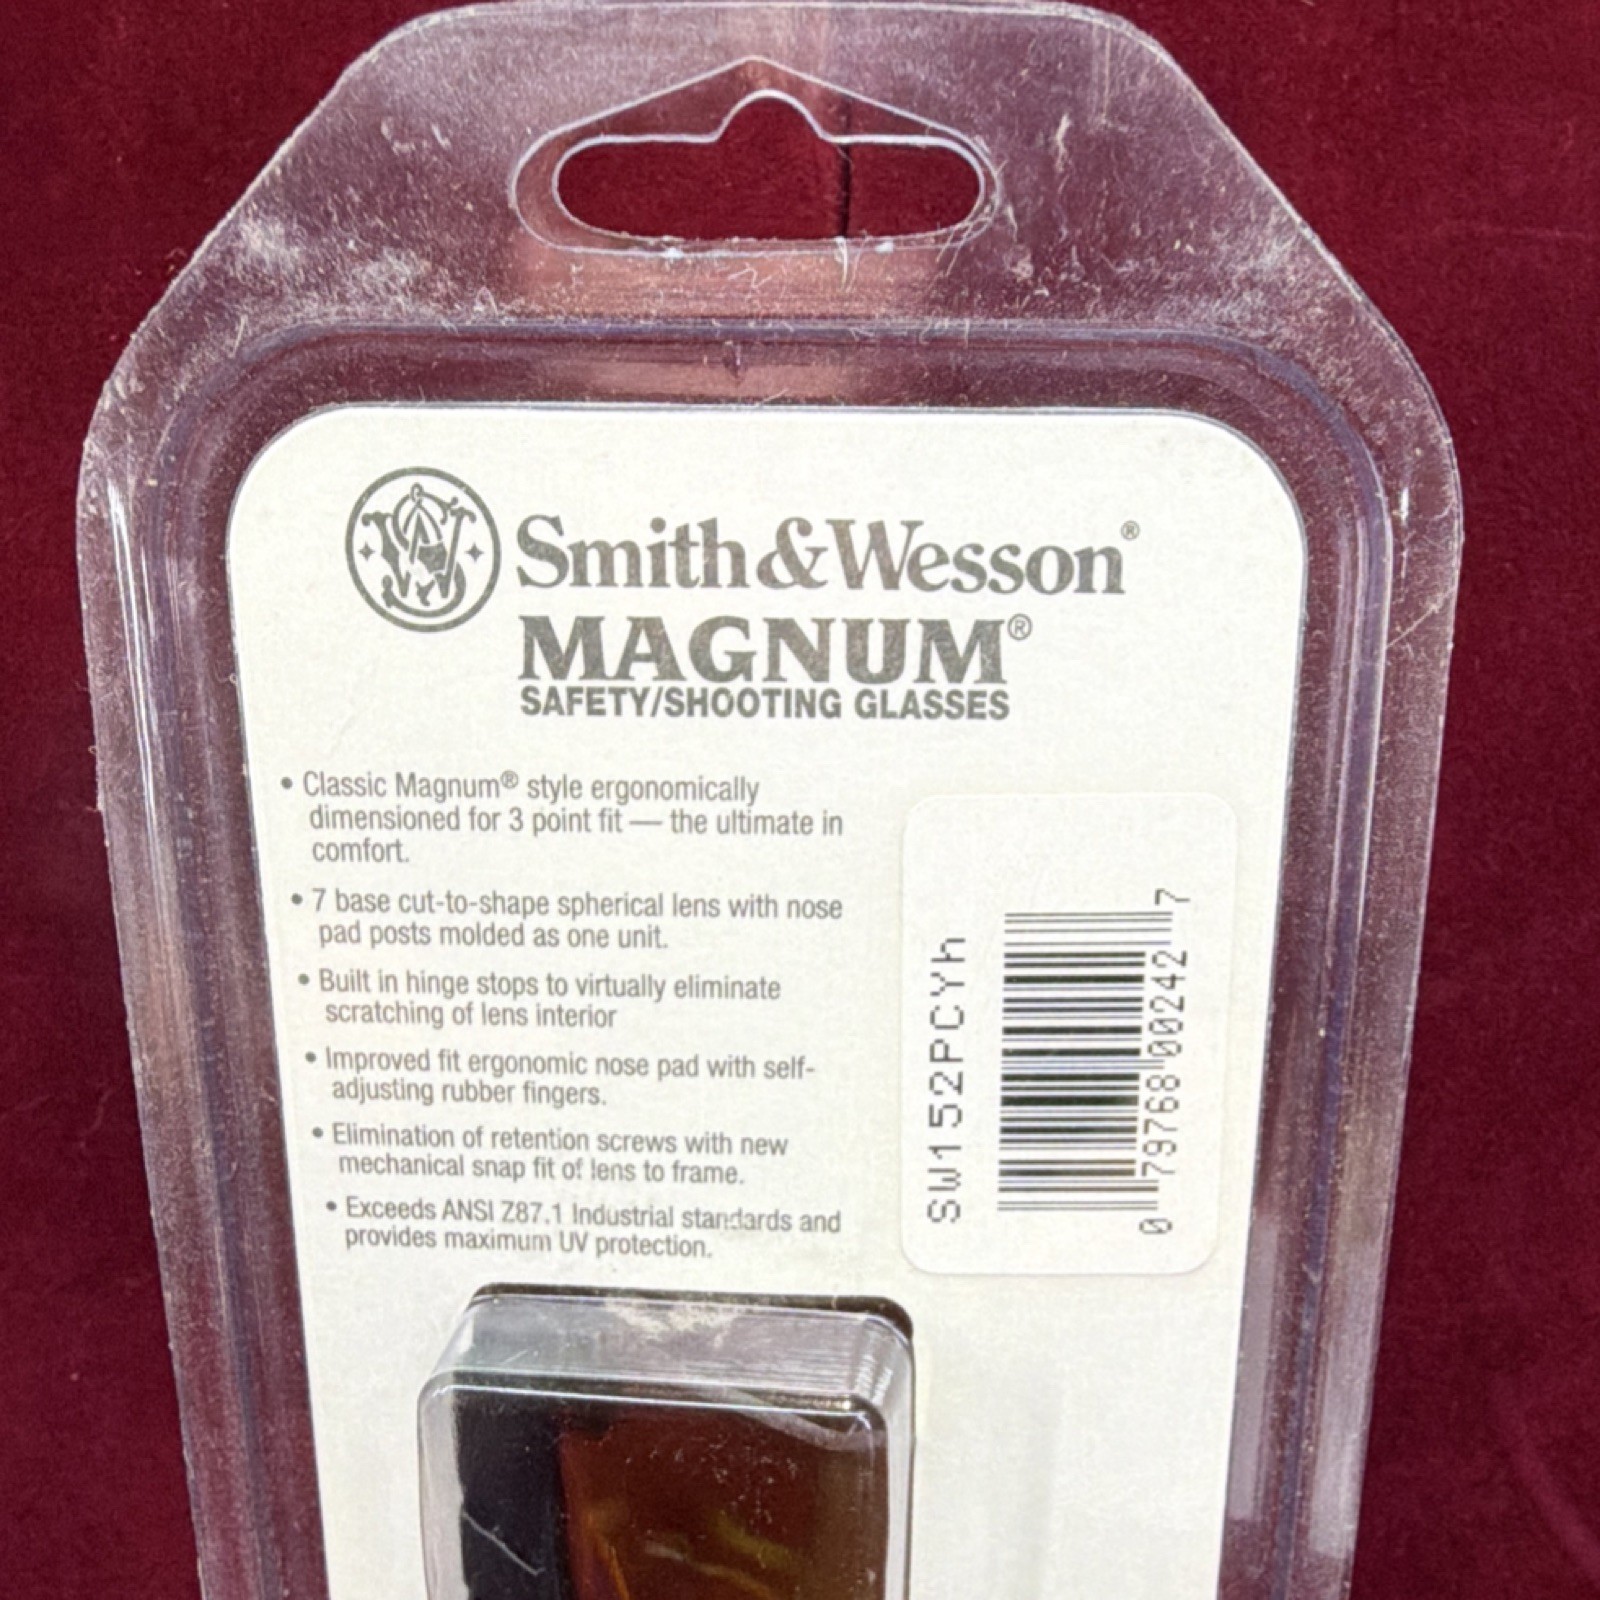 Smith&Wesson®
MAGNUM®
SAFETY/SHOOTING GLASSES
• Classic Magnum® style ergonomically
dimensioned for 3 point fit — the ultimate in
comfort.
• 7 base cut-to-shape spherical lens with nose
pad posts molded as one unit.
• Built in hinge stops to virtually eliminate
scratching of lens interior
• Improved fit ergonomic nose pad with self-
adjusting rubber fingers.
• Elimination of retention screws with new
mechanical snap fit of lens to frame.
• Exceeds ANSI Z87.1 Industrial standards and
provides maximum UV protection.
SW152PCYh
0 79768 00242 7